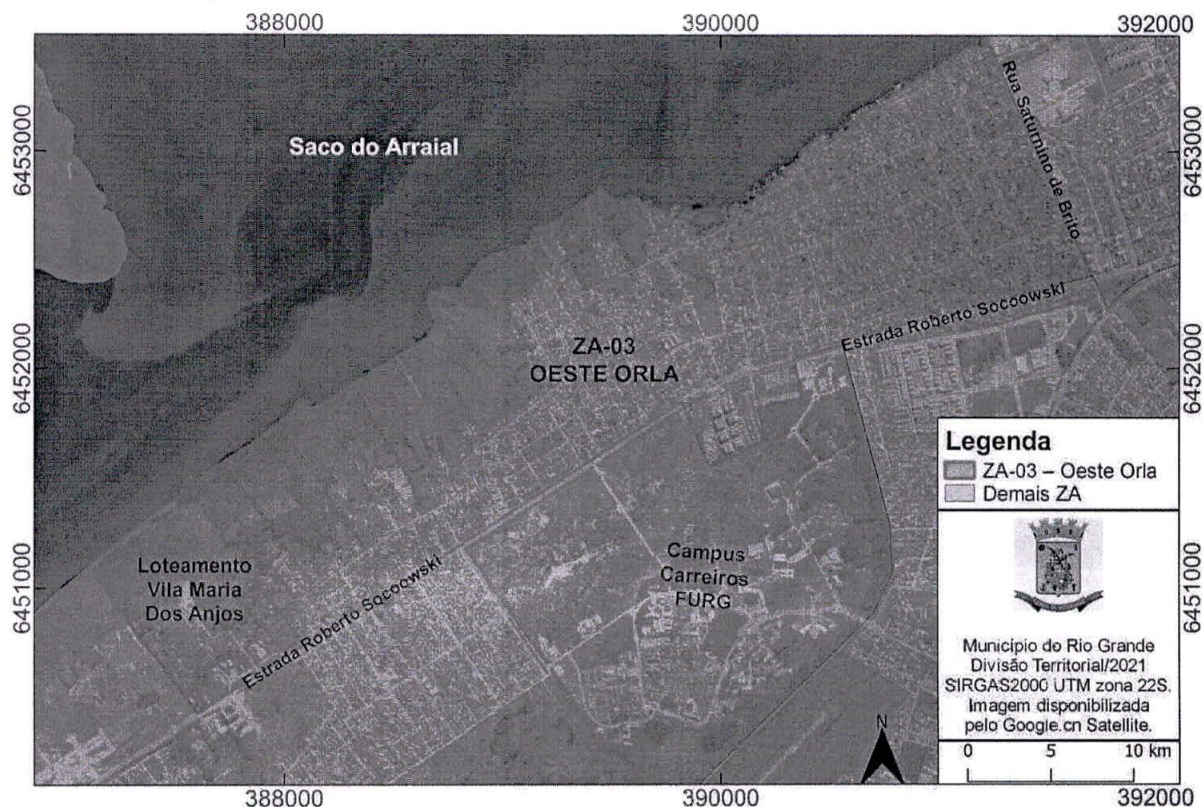 388000
390000
392000
6453000
6452000
6451000
Saco do Arraial
Rua Saturnino de Brito
Estrada Roberto Socoowski
ZA-03
OESTE ORLA
Loteamento
Vila Maria
Dos Anjos
Estrada Roberto Socoowski
Campus
Carreiros
FURG
Legenda
ZA-03 – Oeste Orla
Demais ZA
Município do Rio Grande
Divisão Territorial/2021
SIRGAS2000 UTM zona 22S.
Imagem disponibilizada
pelo Google.cn Satellite.
N
0 5 10 km
6453000
6452000
6451000
388000
390000
392000